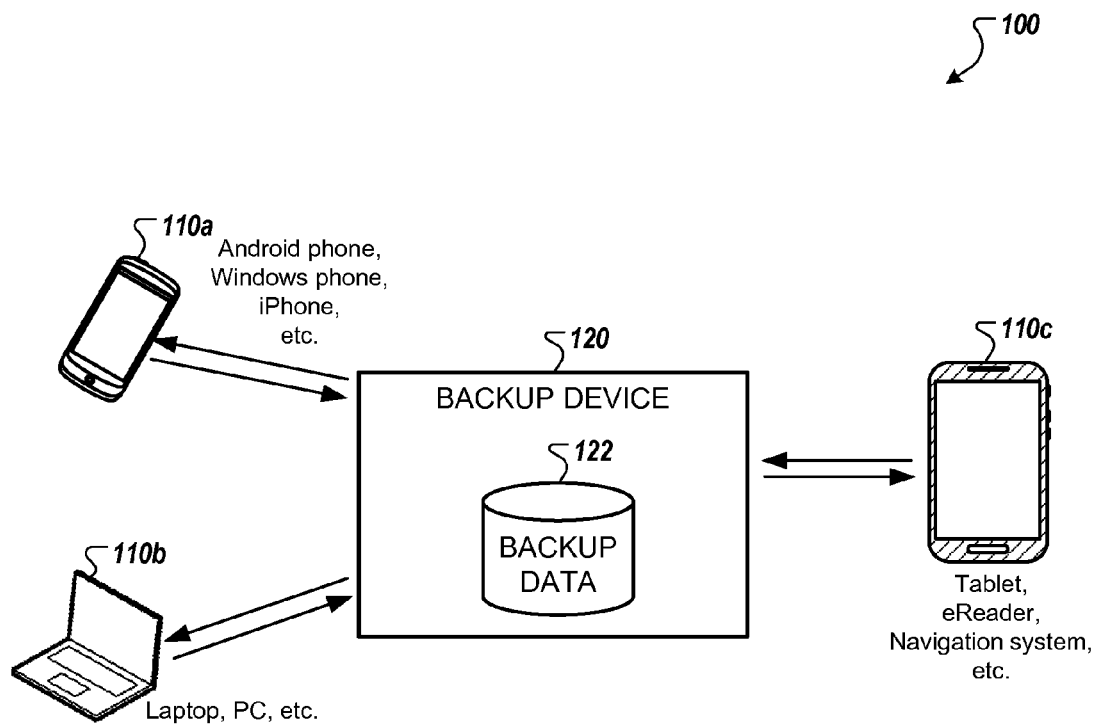 100
110a
Android phone,
Windows phone,
iPhone,
etc.
120
BACKUP DEVICE
122
BACKUP
DATA
110c
Tablet,
eReader,
Navigation system,
etc.
110b
Laptop, PC, etc.